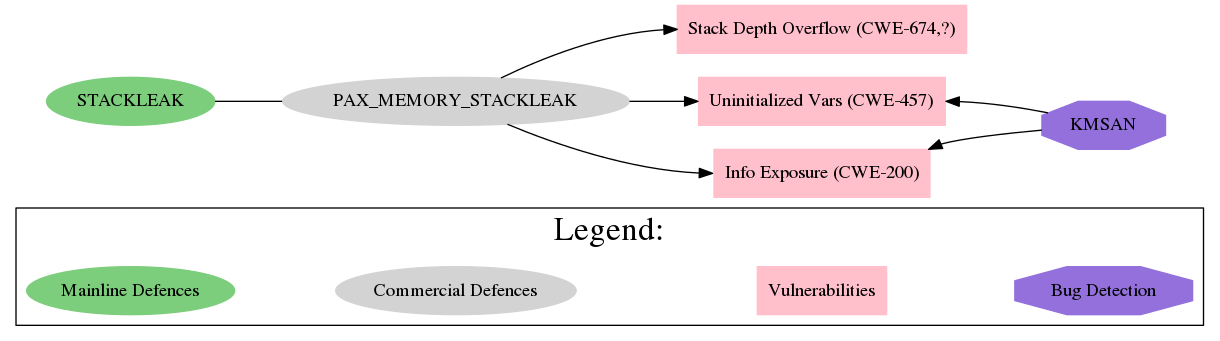 Stack Depth Overflow (CWE-674,?)
STACKLEAK
PAX_MEMORY_STACKLEAK
Uninitialized Vars (CWE-457)
KMSAN
Info Exposure (CWE-200)
Legend:
Mainline Defences
Commercial Defences
Vulnerabilities
Bug Detection